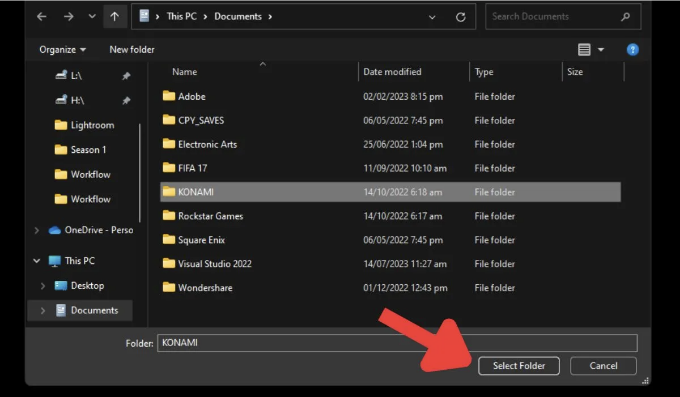 This PC > Documents >
Search Documents
Organize
New folder
Name
Date modified
Type
Size
L:\
H:\
Lightroom
Season 1
Workflow
Workflow
OneDrive - Perso
This PC
Desktop
Documents
Adobe 02/02/2023 8:15 pm File folder
CPY_SAVES 06/05/2022 7:45 pm File folder
Electronic Arts 25/06/2022 1:04 pm File folder
FIFA 17 11/09/2022 10:10 am File folder
KONAMI 14/10/2022 6:18 am File folder
Rockstar Games 14/10/2022 6:17 am File folder
Square Enix 06/05/2022 7:45 pm File folder
Visual Studio 2022 14/07/2023 11:27 am File folder
Wondershare 01/12/2022 12:43 pm File folder
Folder: KONAMI
Select Folder
Cancel